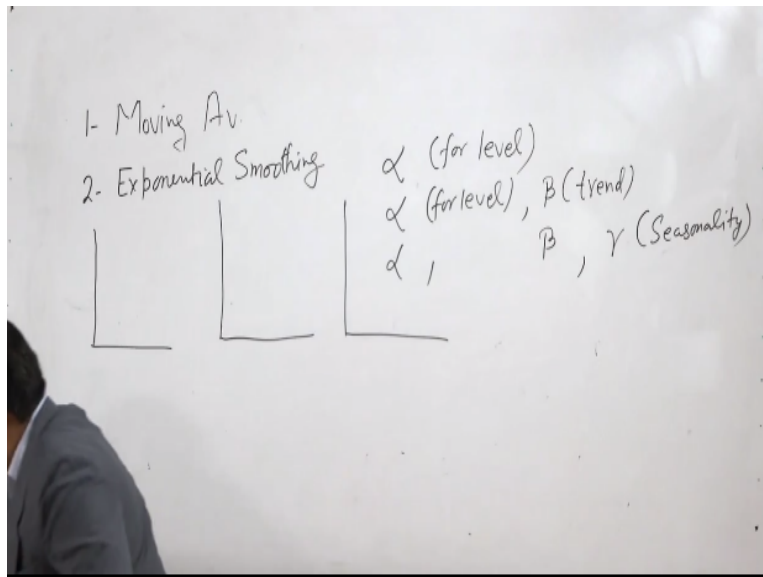 1- Moving Av.
2- Exponential Smoothing
α (for level)
α (for level), β (trend)
α, β, γ (Seasonality)